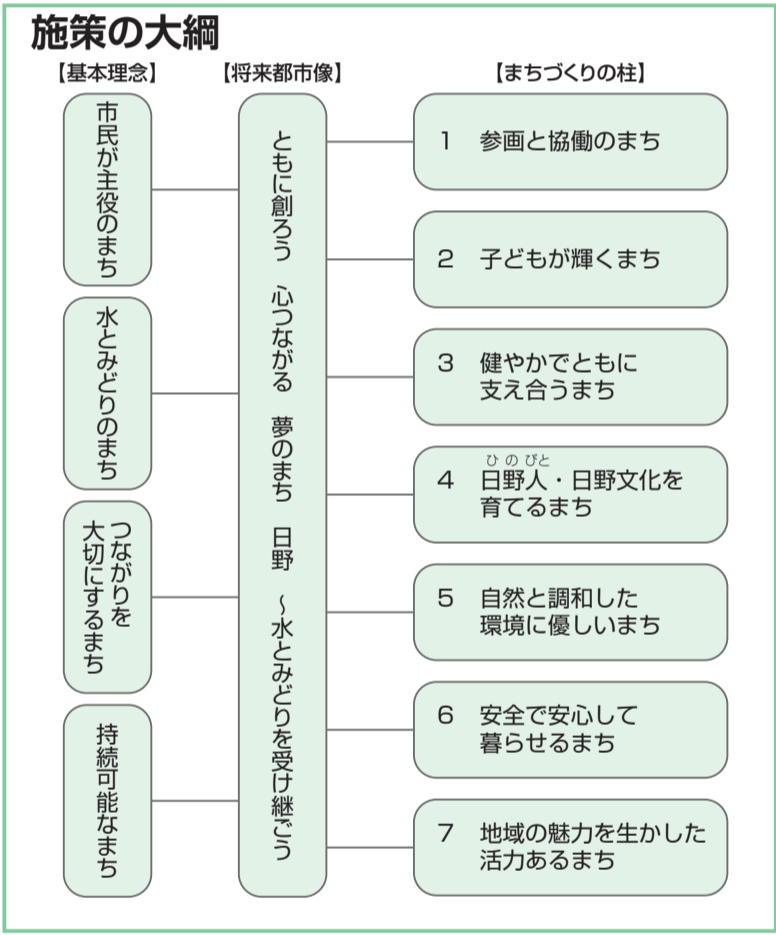 施策の大綱
【基本理念】
市民が主役のまち
水とみどりのまち
つながりを
大切にするまち
持続可能なまち
【将来都市像】
ともに創ろう 心つながる 夢のまち 日野 ~水とみどりを受け継ごう
【まちづくりの柱】
1 参画と協働のまち
2 子どもが輝くまち
3 健やかでともに
支え合うまち
ひ の びと
4 日野人・日野文化を
育てるまち
5 自然と調和した
環境に優しいまち
6 安全で安心して
暮らせるまち
7 地域の魅力を生かした
活力あるまち